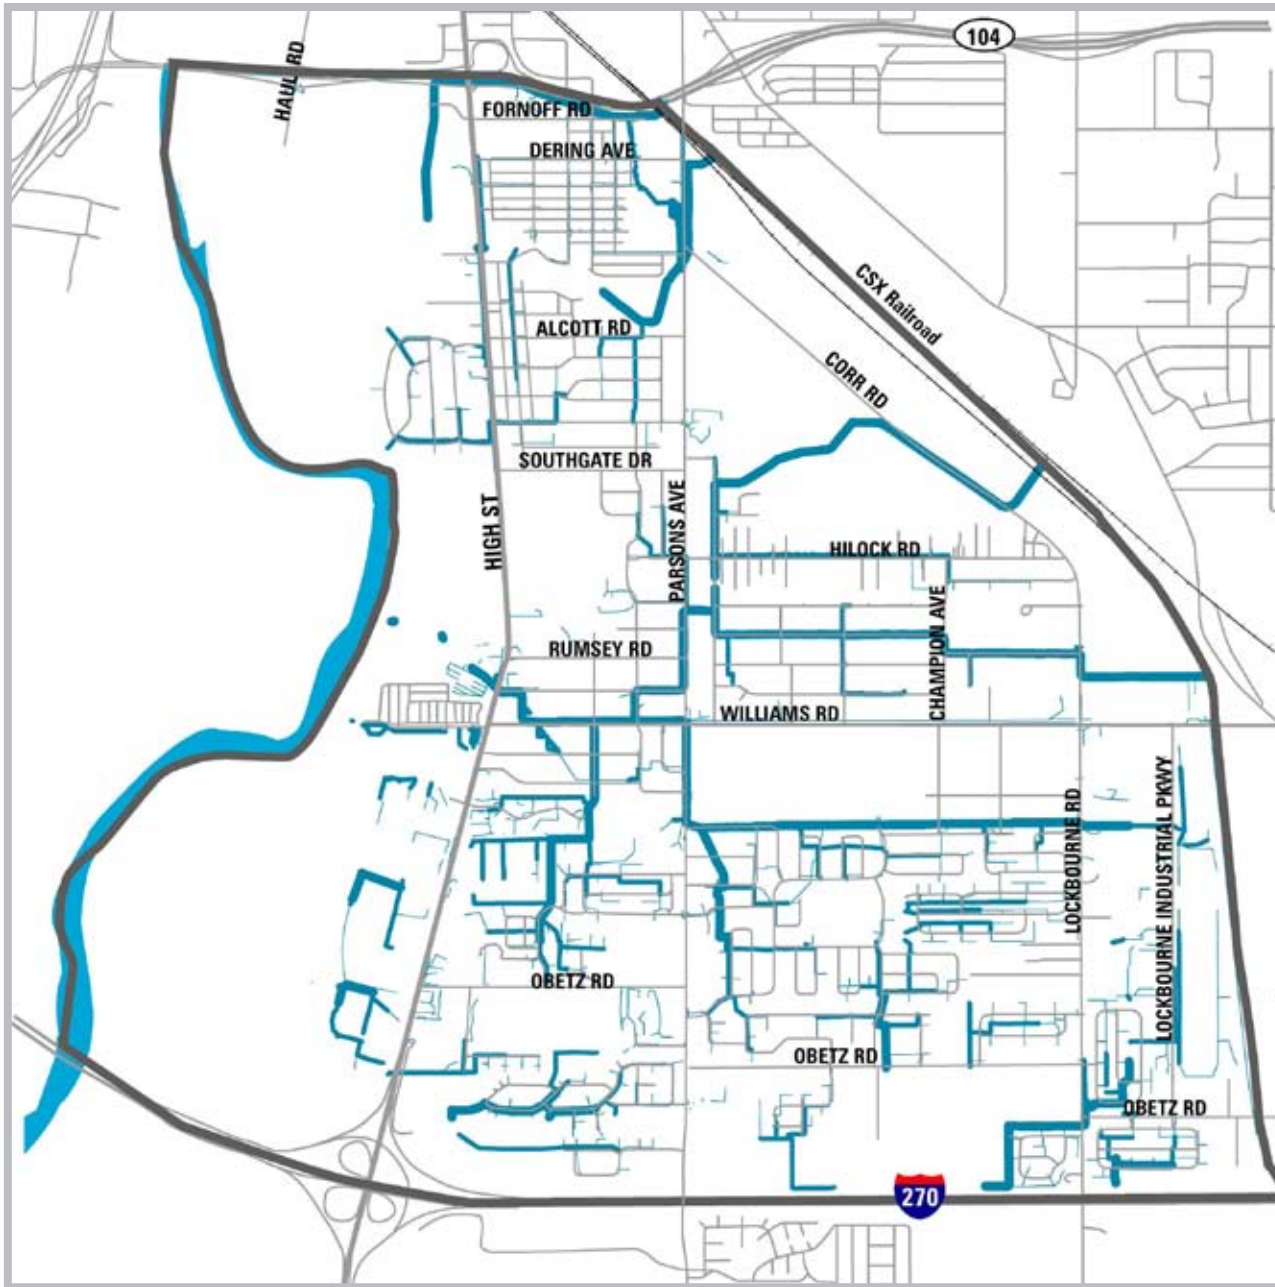 104
HAUL RD
FORNOFF RD
DERING AVE
CSX Railroad
ALCOTT RD
CORR RD
SOUTHGATE DR
HIGH ST
PARSONS AVE
HILOCK RD
CHAMPION AVE
RUMSEY RD
WILLIAMS RD
LOCKBOURNE RD
LOCKBOURNE INDUSTRIAL PKWY
OBETZ RD
OBETZ RD
OBETZ RD
270